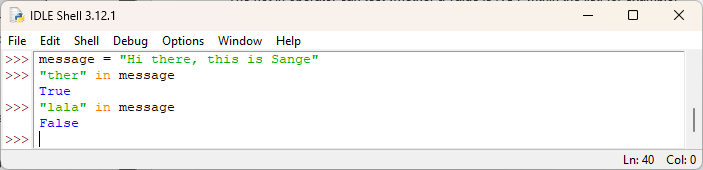 IDLE Shell 3.12.1
File Edit Shell Debug Options Window Help
>>> message = "Hi there, this is Sange"
>>> "ther" in message
True
>>> "lala" in message
False
>>>
Ln: 40 Col: 0